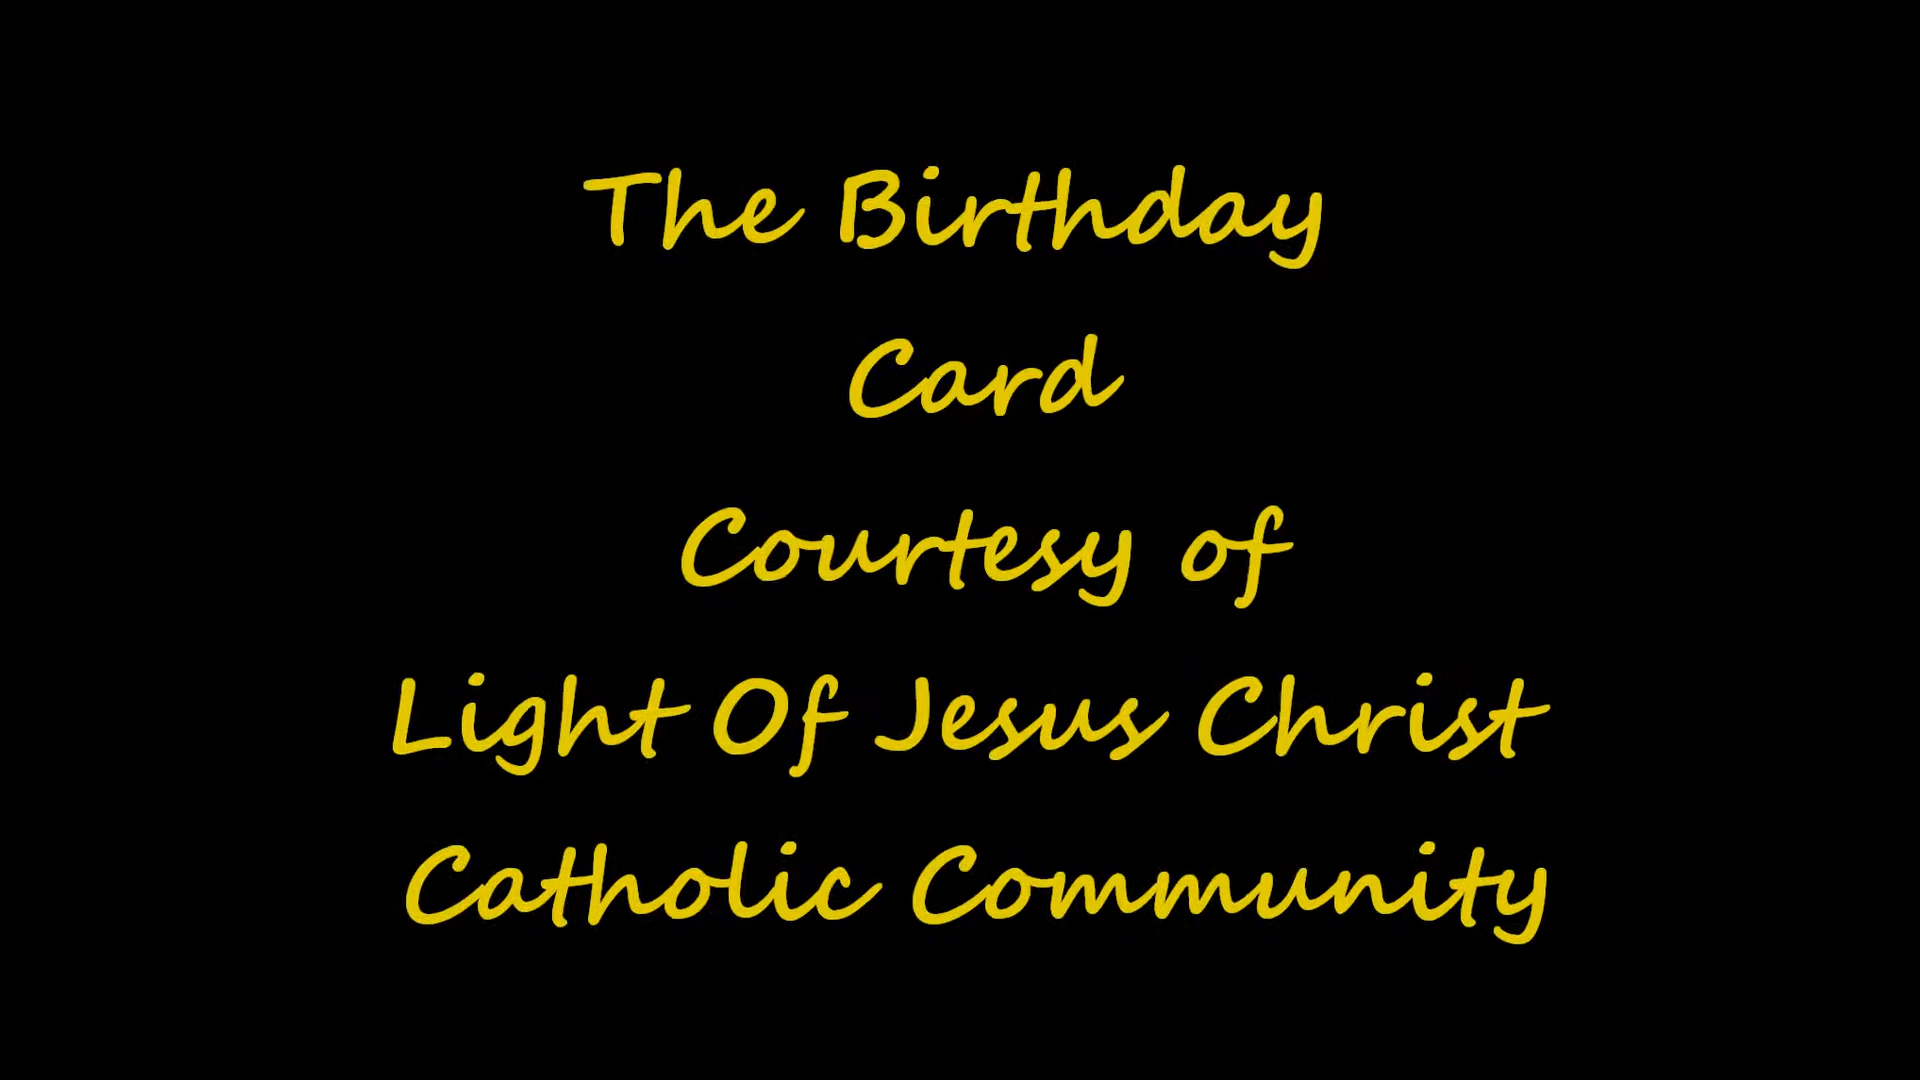 The Birthday
Card
Courtesy of
Light Of Jesus Christ
Catholic Community